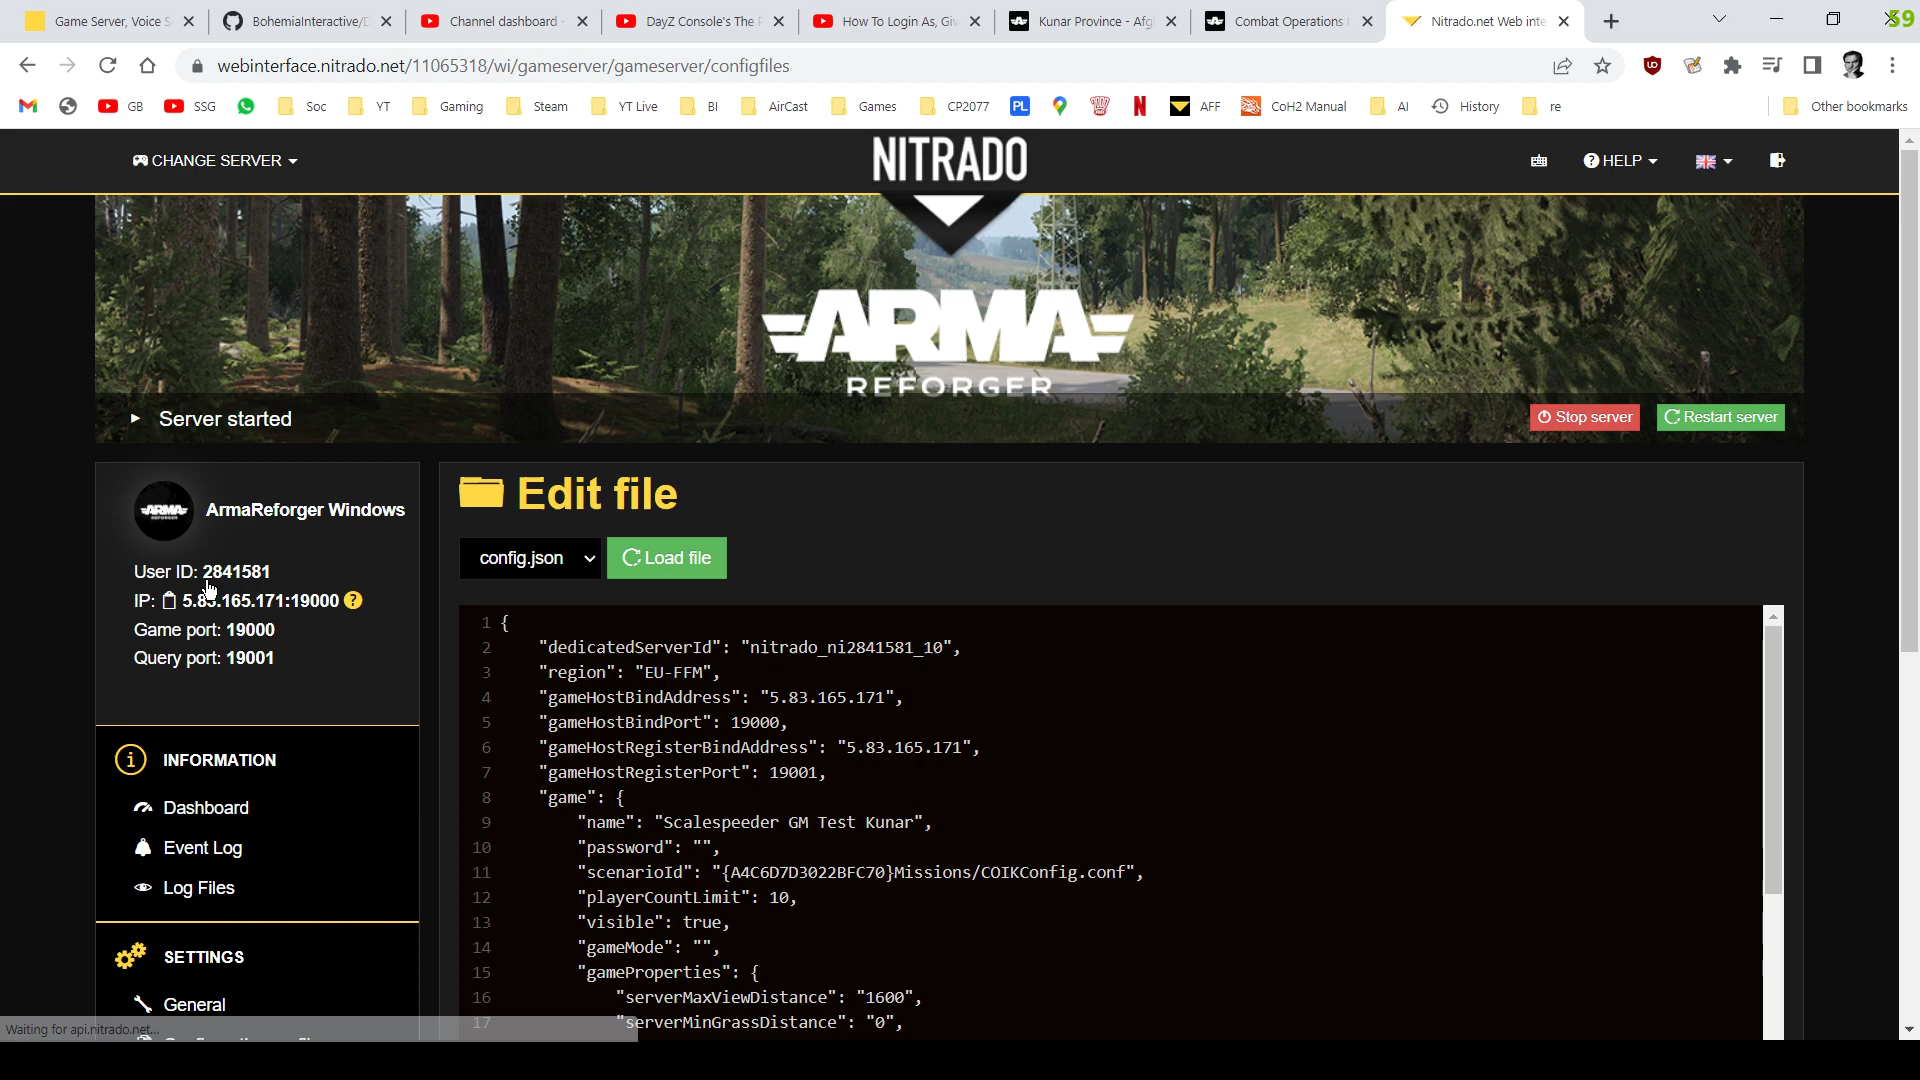 Game Server, Voice S
BohemiaInteractive/D
Channel dashboard -
DayZ Console's The F
How To Login As, Giv
Kunar Province - Afg
Combat Operations
Nitrado.net Web inte
59
webinterface.nitrado.net/11065318/wi/gameserver/gameserver/configfiles
GB
SSG
Soc
YT
Gaming
Steam
YT Live
BI
AirCast
Games
CP2077
PL
N
AFF
CoH2 Manual
AI
History
re
Other bookmarks
CHANGE SERVER
NITRADO
HELP
ARMA
REFORGER
Server started
Stop server
Restart server
ArmaReforger Windows
User ID: 2841581
IP: 5.83.165.171:19000 ?
Game port: 19000
Query port: 19001
INFORMATION
Dashboard
Event Log
Log Files
SETTINGS
General
Edit file
config.json
Load file
1 {
2 "dedicatedServerId": "nitrado_ni2841581_10",
3 "region": "EU-FFM",
4 "gameHostBindAddress": "5.83.165.171",
5 "gameHostBindPort": 19000,
6 "gameHostRegisterBindAddress": "5.83.165.171",
7 "gameHostRegisterPort": 19001,
8 "game": {
9 "name": "Scalespeeder GM Test Kunar",
10 "password": "",
11 "scenarioId": "{A4C6D7D3022BFC70}Missions/COIKConfig.conf",
12 "playerCountLimit": 10,
13 "visible": true,
14 "gameMode": "",
15 "gameProperties": {
16 "serverMaxViewDistance": "1600",
17 "serverMinGrassDistance": "0",
Waiting for api.nitrado.net...